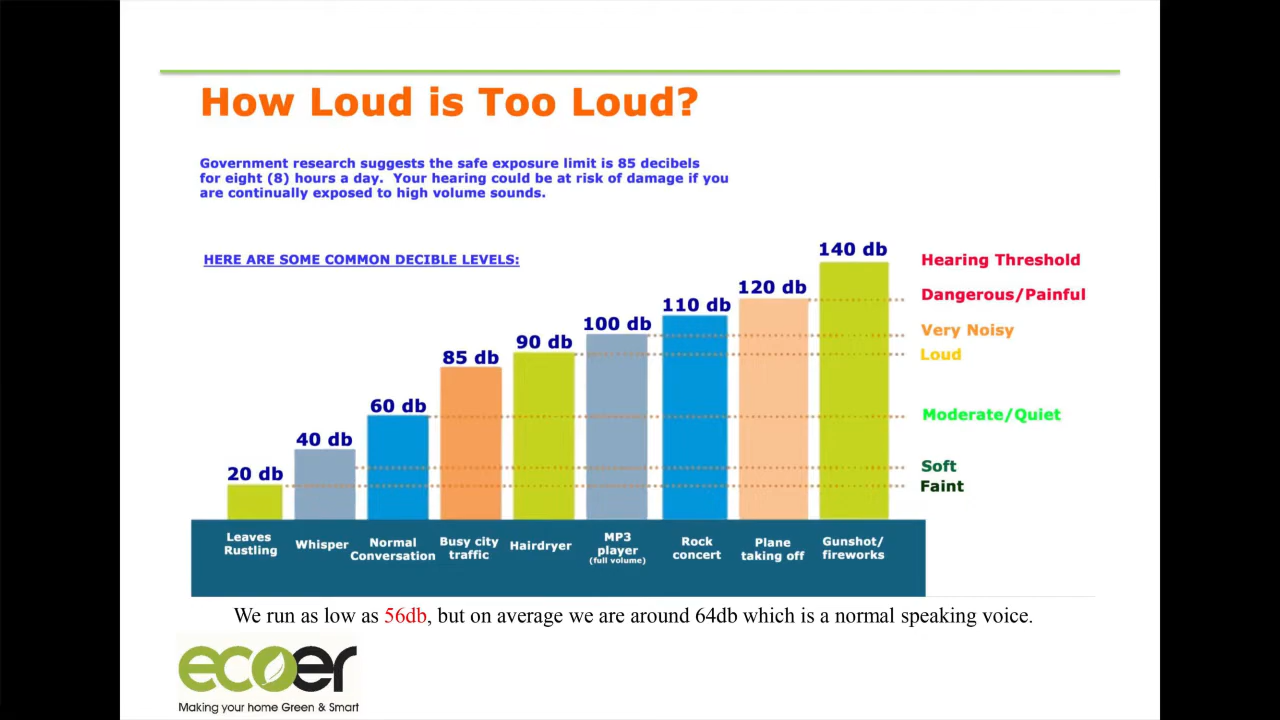 How Loud is Too Loud?
Government research suggests the safe exposure limit is 85 decibels
for eight (8) hours a day. Your hearing could be at risk of damage if you
are continually exposed to high volume sounds.
HERE ARE SOME COMMON DECIBLE LEVELS:
20 db
40 db
60 db
85 db
90 db
100 db
110 db
120 db
140 db
Hearing Threshold
Dangerous/Painful
Very Noisy
Loud
Moderate/Quiet
Soft
Faint
Leaves
Rustling
Whisper
Normal
Conversation
Busy city
traffic
Hairdryer
MP3
player
(full volume)
Rock
concert
Plane
taking off
Gunshot/
fireworks
We run as low as 56db, but on average we are around 64db which is a normal speaking voice.
ecoer
Making your home Green & Smart